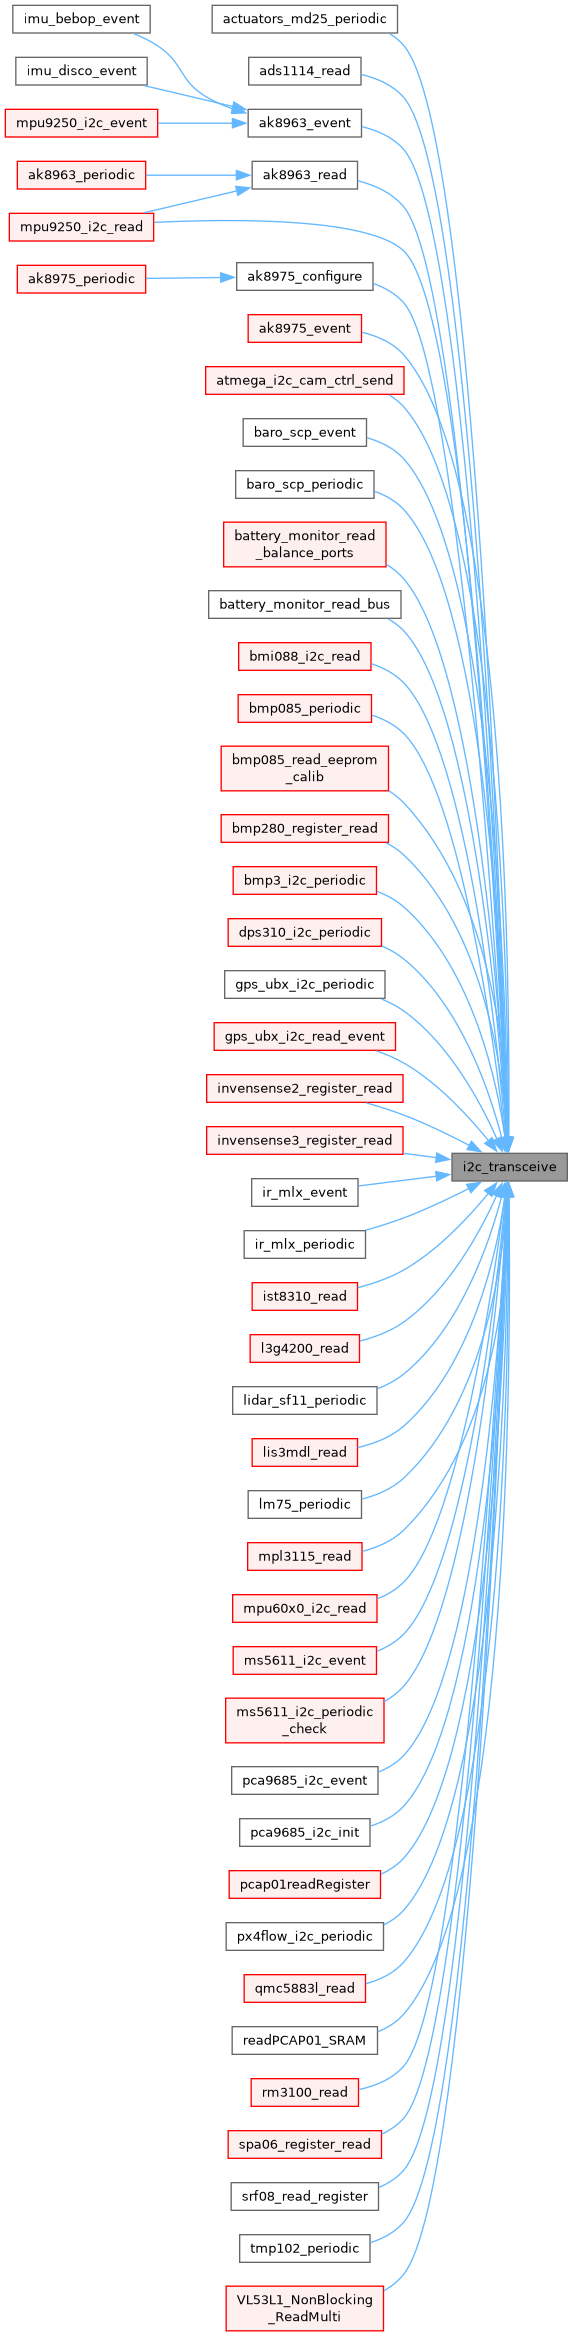 imu_bebop_event
actuators_md25_periodic
imu_disco_event
ads1114_read
mpu9250_i2c_event
ak8963_event
ak8963_periodic
ak8963_read
mpu9250_i2c_read
ak8975_periodic
ak8975_configure
ak8975_event
atmega_i2c_cam_ctrl_send
baro_scp_event
baro_scp_periodic
battery_monitor_read
_balance_ports
battery_monitor_read_bus
bmi088_i2c_read
bmp085_periodic
bmp085_read_eeprom
_calib
bmp280_register_read
bmp3_i2c_periodic
dps310_i2c_periodic
gps_ubx_i2c_periodic
gps_ubx_i2c_read_event
invensense2_register_read
invensense3_register_read
i2c_transceive
ir_mlx_event
ir_mlx_periodic
ist8310_read
l3g4200_read
lidar_sf11_periodic
lis3mdl_read
lm75_periodic
mpl3115_read
mpu60x0_i2c_read
ms5611_i2c_event
ms5611_i2c_periodic
_check
pca9685_i2c_event
pca9685_i2c_init
pcap01readRegister
px4flow_i2c_periodic
qmc5883l_read
readPCAP01_SRAM
rm3100_read
spa06_register_read
srf08_read_register
tmp102_periodic
VL53L1_NonBlocking
_ReadMulti